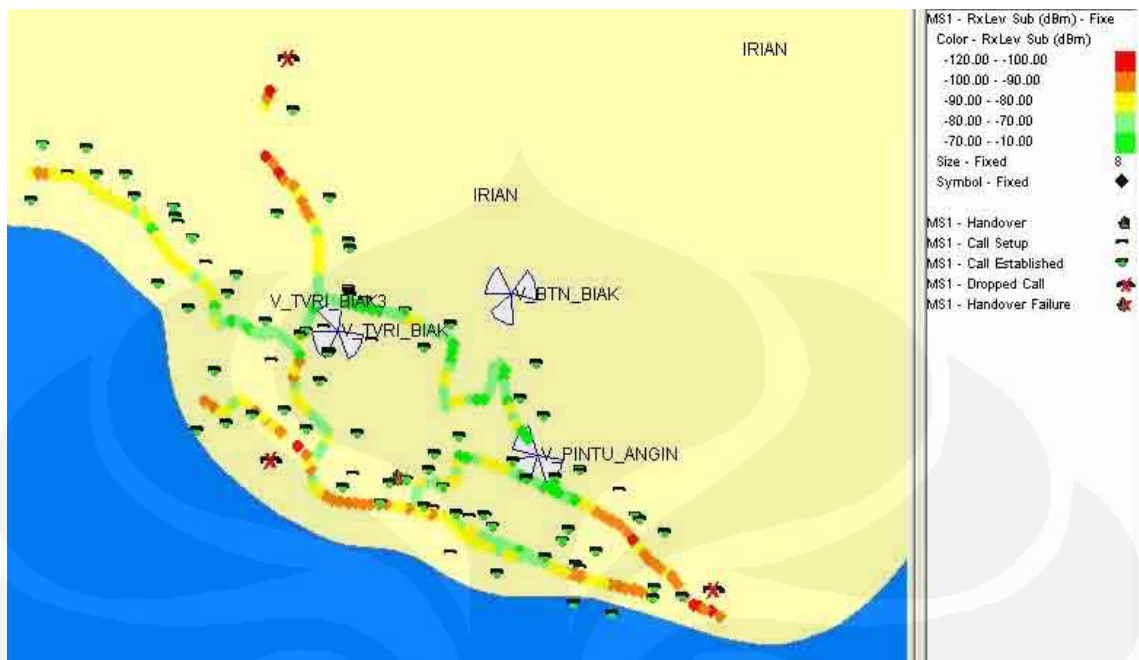 IRIAN
IRIAN
V_BTN_BIAK
V_TVRI_BIAK3
V_TVRI_BIAK
V_PINTU_ANGIN
MS1 - RxLev Sub (dBm) - Fixe
Color - RxLev Sub (dBm)
-120.00 - -100.00
-100.00 - -90.00
-90.00 - -80.00
-80.00 - -70.00
-70.00 - -10.00
Size - Fixed 8
Symbol - Fixed
MS1 - Handover
MS1 - Call Setup
MS1 - Call Established
MS1 - Dropped Call
MS1 - Handover Failure